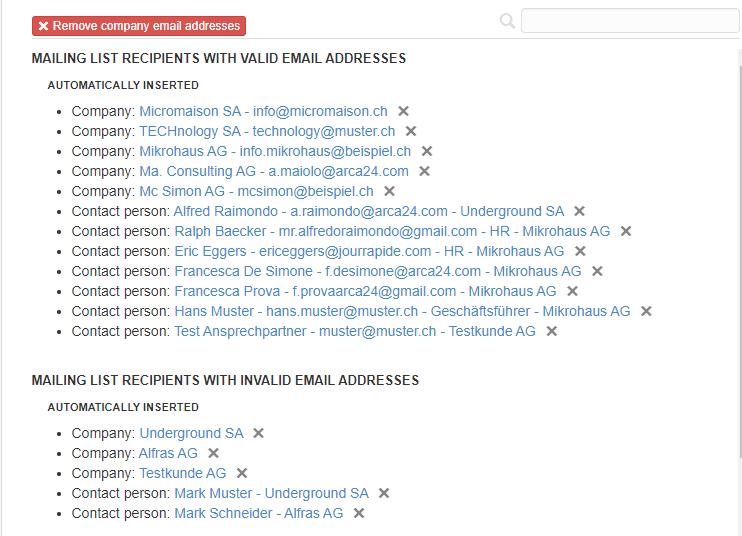 Remove company email addresses
MAILING LIST RECIPIENTS WITH VALID EMAIL ADDRESSES
AUTOMATICALLY INSERTED
Company: Micromaison SA - info@micromaison.ch
Company: TECHnology SA - technology@muster.ch
Company: Mikrohaus AG - info.mikrohaus@beispiel.ch
Company: Ma. Consulting AG - a.maiolo@arca24.com
Company: Mc Simon AG - mcsimon@beispiel.ch
Contact person: Alfred Raimondo - a.raimondo@arca24.com - Underground SA
Contact person: Ralph Baecker - mr.alfredoraimondo@gmail.com - HR - Mikrohaus AG
Contact person: Eric Eggers - ericeggers@jourrapide.com - HR - Mikrohaus AG
Contact person: Francesca De Simone - f.desimone@arca24.com - Mikrohaus AG
Contact person: Francesca Prova - f.provaarca24@gmail.com - Mikrohaus AG
Contact person: Hans Muster - hans.muster@muster.ch - Geschäftsführer - Mikrohaus AG
Contact person: Test Ansprechpartner - muster@muster.ch - Testkunde AG
MAILING LIST RECIPIENTS WITH INVALID EMAIL ADDRESSES
AUTOMATICALLY INSERTED
Company: Underground SA
Company: Alfras AG
Company: Testkunde AG
Contact person: Mark Muster - Underground SA
Contact person: Mark Schneider - Alfras AG